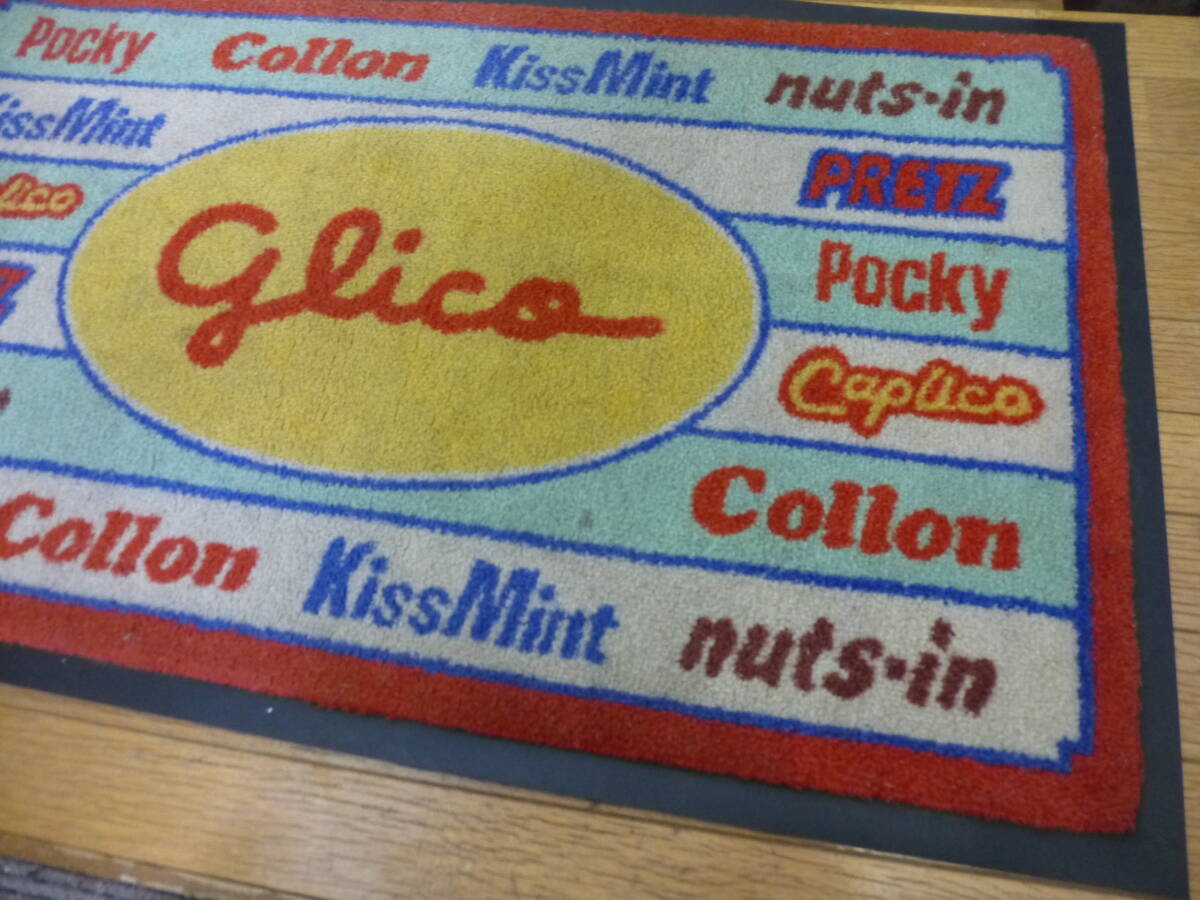 Pocky Collon KissMint nuts-in
KissMint PRETZ
Glico
Pocky
Caplico
Collon
Collon KissMint nuts-in